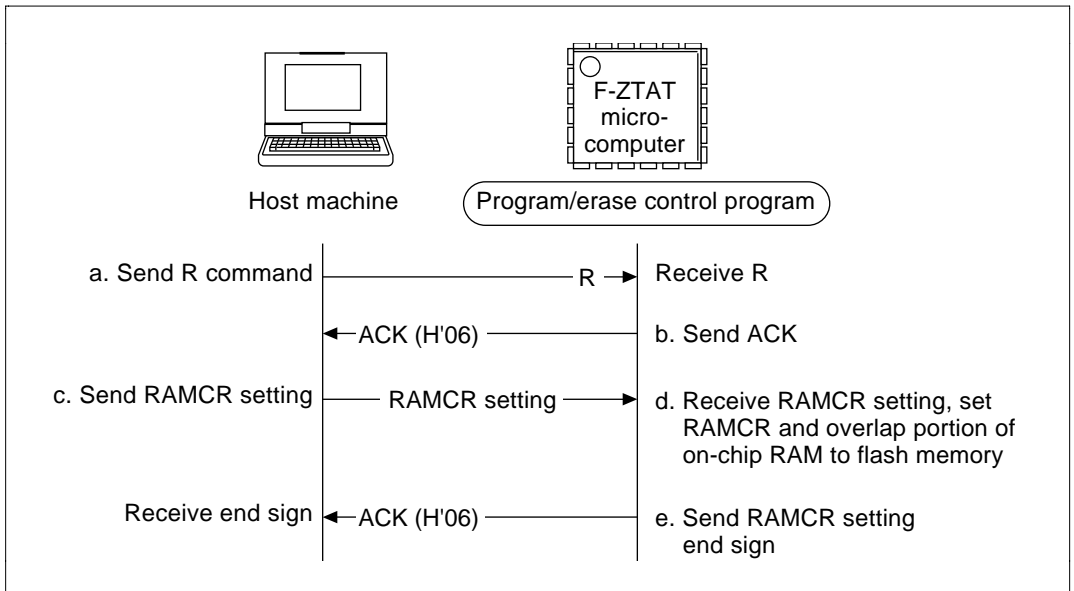 F-ZTAT
micro-
computer
Host machine
Program/erase control program
a. Send R command
R
Receive R
ACK (H'06)
b. Send ACK
c. Send RAMCR setting
RAMCR setting
d. Receive RAMCR setting, set
RAMCR and overlap portion of
on-chip RAM to flash memory
Receive end sign
ACK (H'06)
e. Send RAMCR setting
end sign